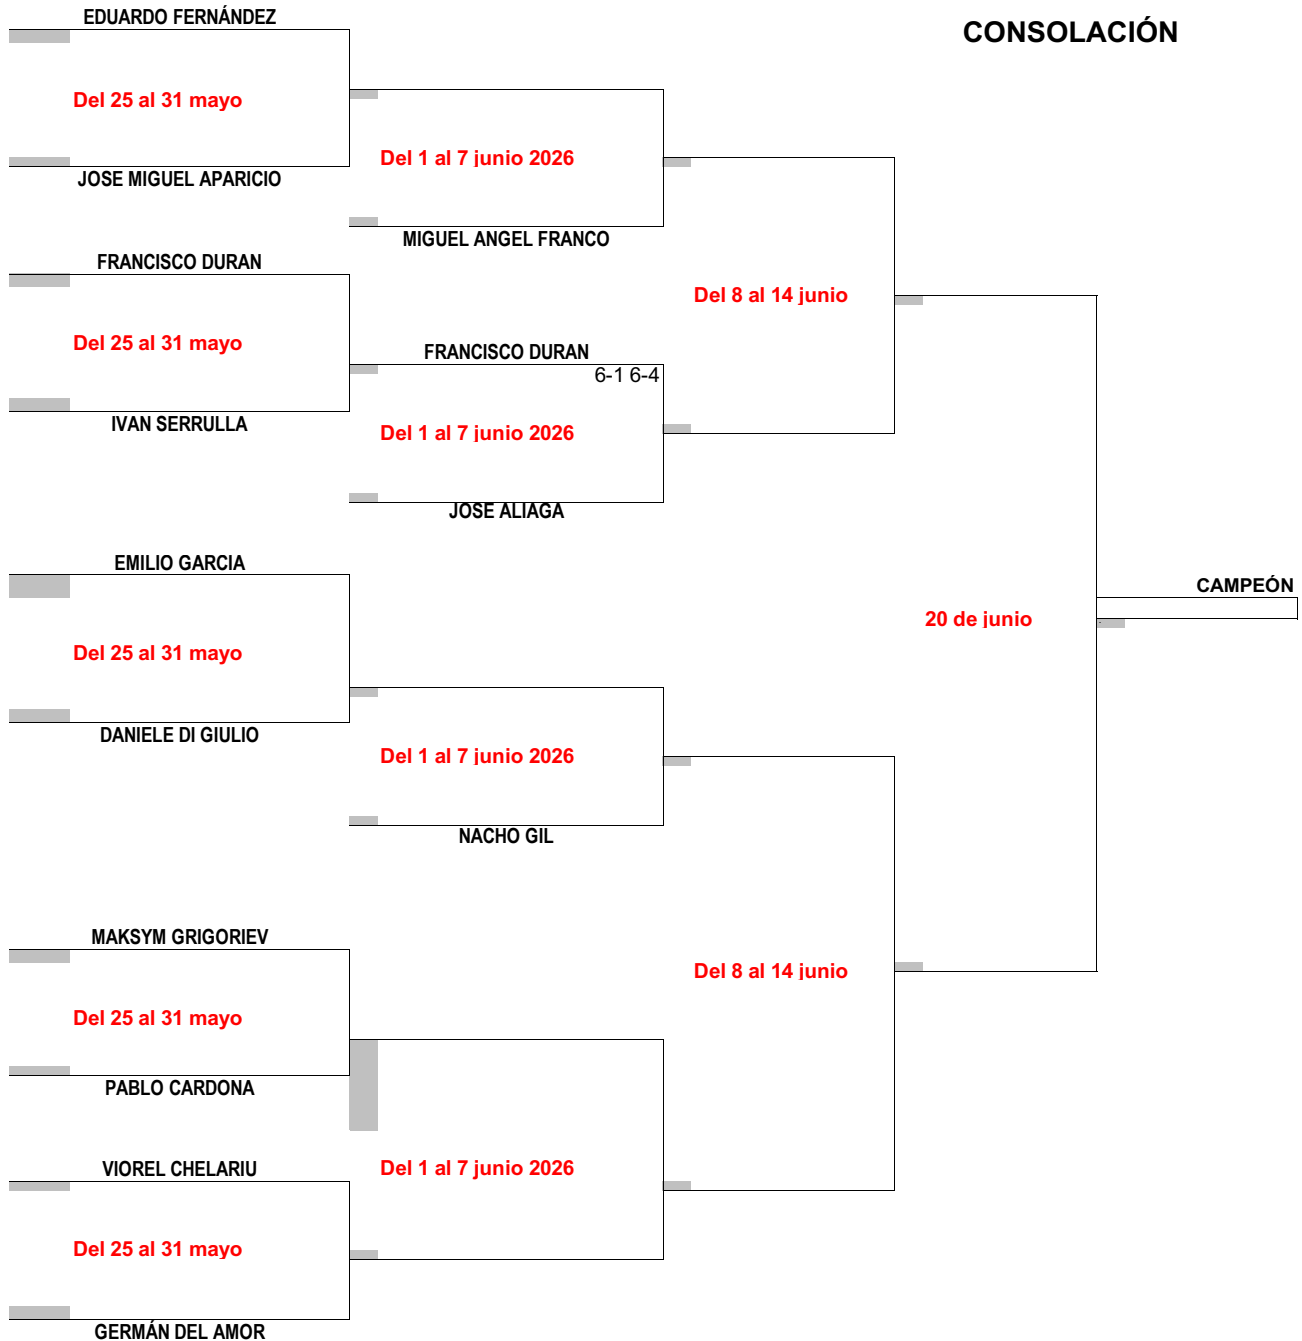 EDUARDO FERNÁNDEZ
CONSOLACIÓN
Del 25 al 31 mayo
Del 1 al 7 junio 2026
JOSE MIGUEL APARICIO
MIGUEL ANGEL FRANCO
FRANCISCO DURAN
Del 8 al 14 junio
Del 25 al 31 mayo
FRANCISCO DURAN
6-1 6-4
IVAN SERRULLA
Del 1 al 7 junio 2026
JOSE ALIAGA
EMILIO GARCIA
CAMPEÓN
20 de junio
Del 25 al 31 mayo
DANIELE DI GIULIO
Del 1 al 7 junio 2026
NACHO GIL
MAKSYM GRIGORIEV
Del 8 al 14 junio
Del 25 al 31 mayo
PABLO CARDONA
VIOREL CHELARIU
Del 1 al 7 junio 2026
Del 25 al 31 mayo
GERMÁN DEL AMOR